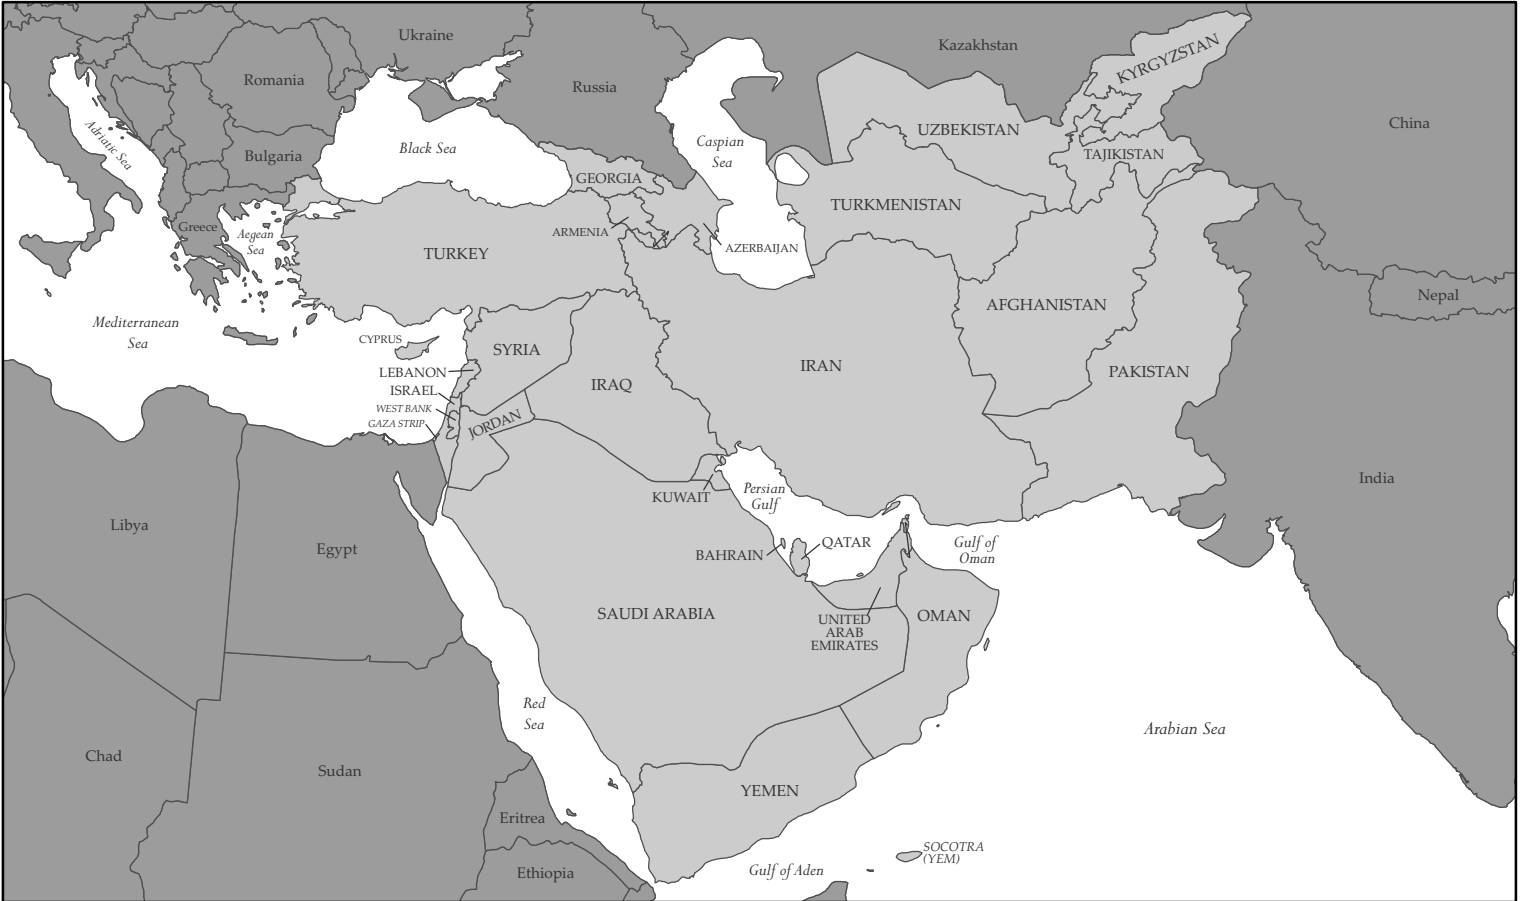 Ukraine
Kazakhstan
KYRGYZSTAN
Romania
Russia
China
UZBEKISTAN
Adriatic Sea
Black Sea
Caspian
Sea
Bulgaria
TAJIKISTAN
GEORGIA
TURKMENISTAN
Greece
Aegean
Sea
ARMENIA
AZERBAIJAN
TURKEY
Nepal
AFGHANISTAN
Mediterranean
Sea
CYPRUS
SYRIA
IRAN
PAKISTAN
LEBANON
IRAQ
ISRAEL
WEST BANK
GAZA STRIP
JORDAN
India
Persian
Gulf
KUWAIT
Libya
Egypt
BAHRAIN
QATAR
Gulf of
Oman
SAUDI ARABIA
UNITED
ARAB
EMIRATES
OMAN
Red
Sea
Arabian Sea
Chad
Sudan
YEMEN
Eritrea
SOCOTRA
(YEM)
Ethiopia
Gulf of Aden